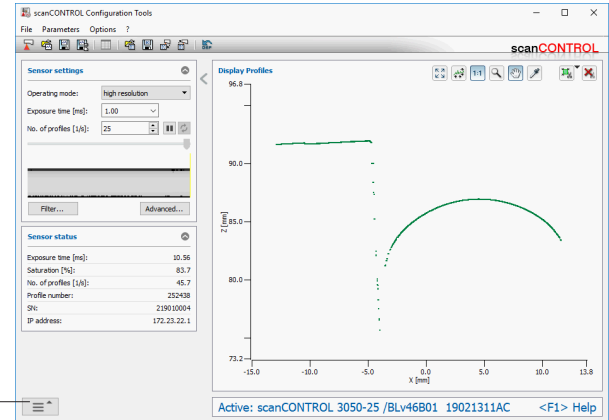 scanCONTROL Configuration Tools
File Parameters Options ?
scanCONTROL
Sensor settings
Operating mode: high resolution
Exposure time [ms]: 1.00
No. of profiles [1/s]: 25
Filter... Advanced...
Sensor status
Exposure time [ms]: 10.56
Saturation [%]: 83.7
No. of profiles [1/s]: 45.7
Profile number: 252438
SN: 219010004
IP address: 172.23.22.1
Display Profiles
1:1
96.8
90.0
85.0
80.0
73.2
Z [mm]
-15.0 -10.0 -5.0 0.0 5.0 10.0 13.8
X [mm]
Active: scanCONTROL 3050-25 /BLv46B01 19021311AC <F1> Help